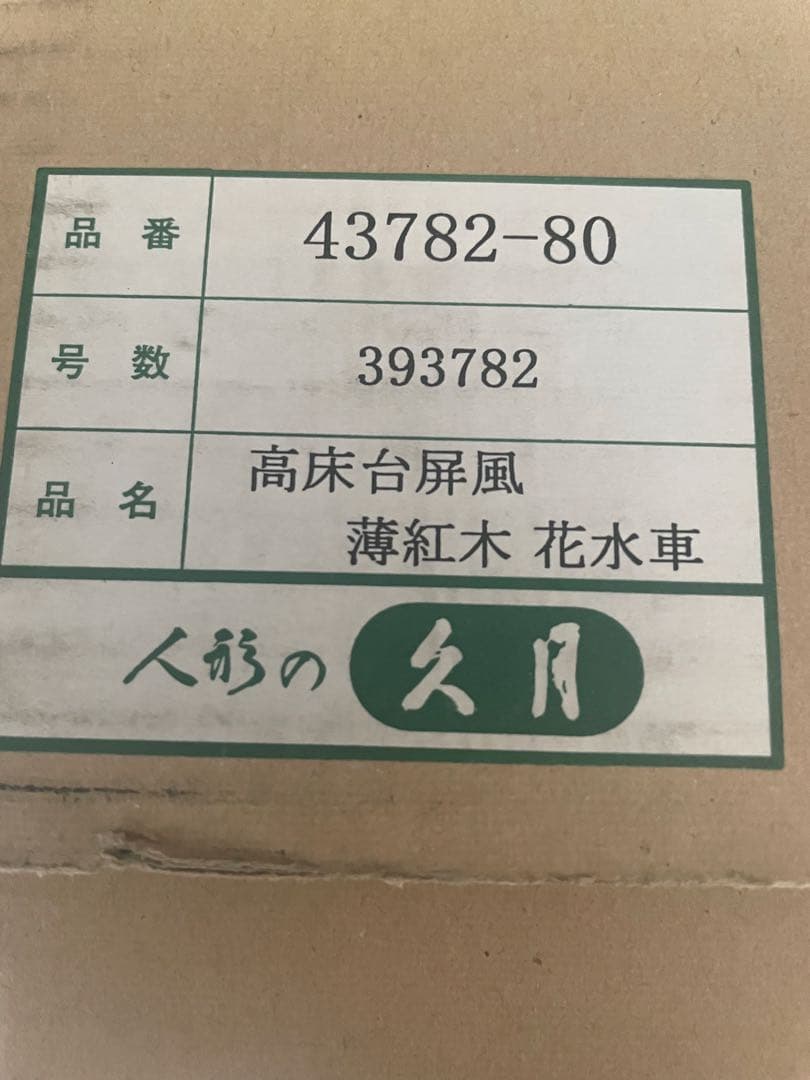 品番 43782-80
号数 393782
品名 高床台屏風
薄紅木 花水車
人形の久月